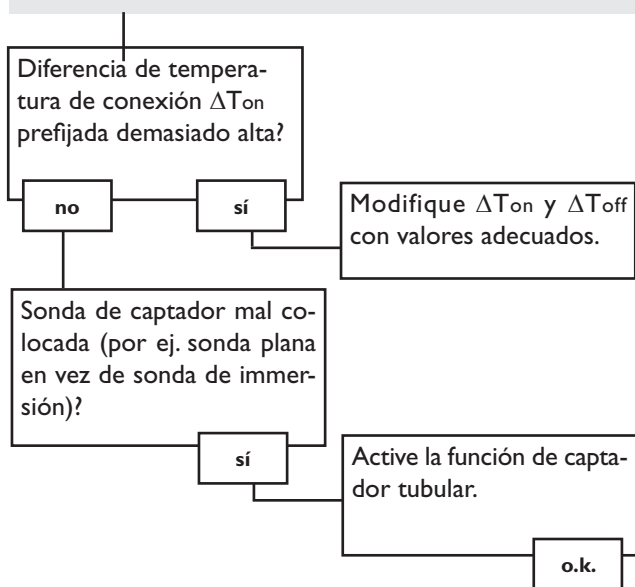 Diferencia de tempera-
tura de conexión ΔTon
prefijada demasiado alta?
no
sí
Modifique ΔTon y ΔToff
con valores adecuados.
Sonda de captador mal co-
locada (por ej. sonda plana
en vez de sonda de immer-
sión)?
sí
Active la función de capta-
dor tubular.
o.k.